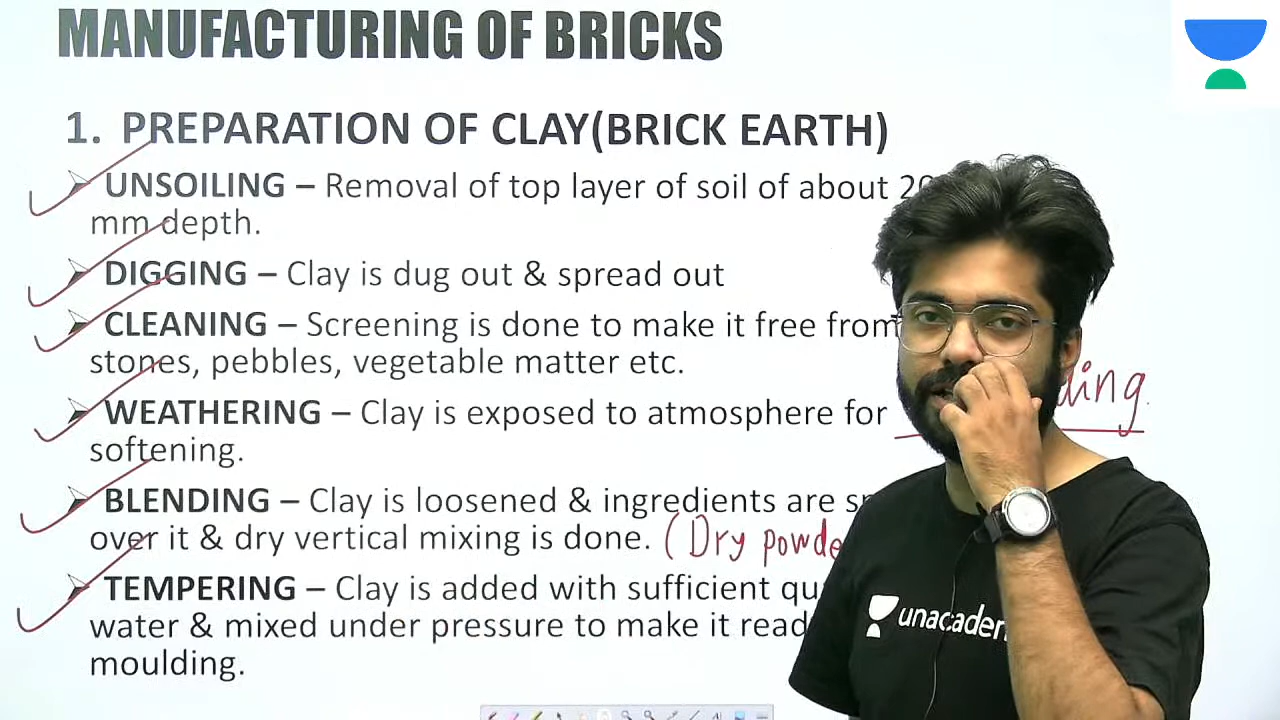 MANUFACTURING OF BRICKS
1. PREPARATION OF CLAY(BRICK EARTH)
UNSOILING – Removal of top layer of soil of about
mm depth.
DIGGING – Clay is dug out & spread out
CLEANING – Screening is done to make it free from
stones, pebbles, vegetable matter etc.
WEATHERING – Clay is exposed to atmosphere for
softening.
BLENDING – Clay is loosened & ingredients are
over it & dry vertical mixing is done. (Dry
TEMPERING – Clay is added with sufficient
water & mixed under pressure to make it
moulding.